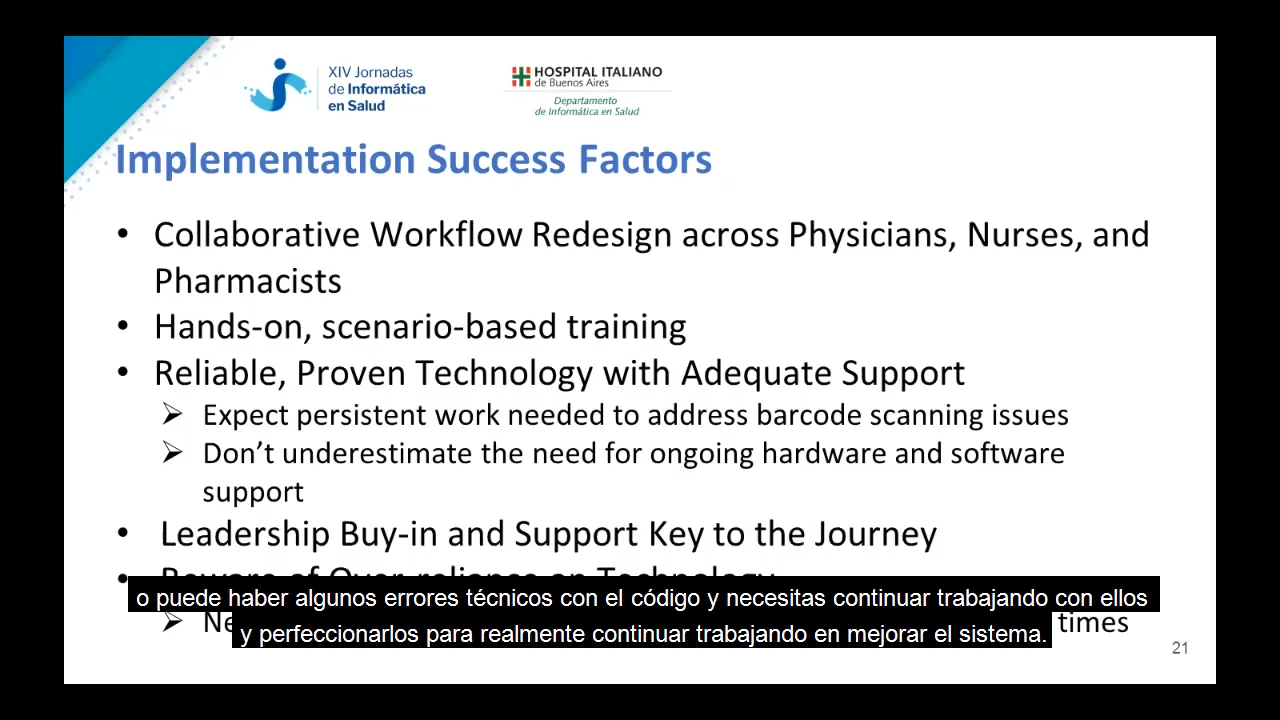 XIV Jornadas
de Informática
en Salud
HOSPITAL ITALIANO
de Buenos Aires
Departamento
de Informática en Salud
Implementation Success Factors
• Collaborative Workflow Redesign across Physicians, Nurses, and
Pharmacists
• Hands-on, scenario-based training
• Reliable, Proven Technology with Adequate Support
➢ Expect persistent work needed to address barcode scanning issues
➢ Don’t underestimate the need for ongoing hardware and software
support
• Leadership Buy-in and Support Key to the Journey
• Beware of Over-reliance on Technology
o puede haber algunos errores técnicos con el código y necesitas continuar trabajando con ellos
y perfeccionarlos para realmente continuar trabajando en mejorar el sistema.
➢ times
21